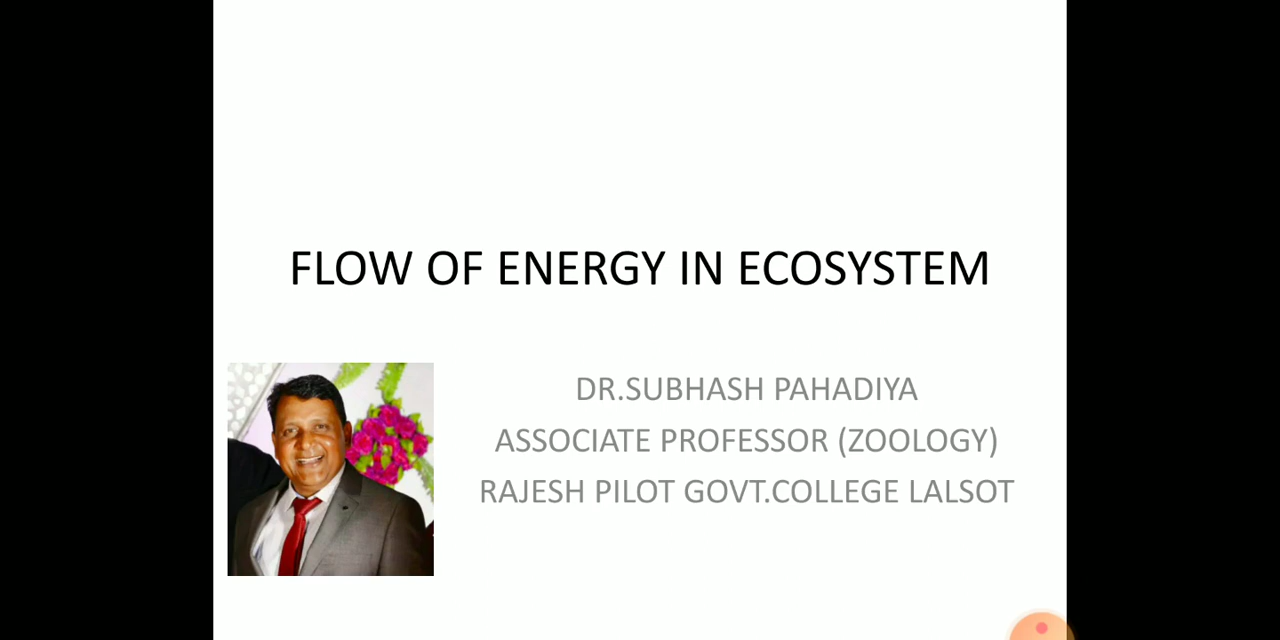 FLOW OF ENERGY IN ECOSYSTEM
DR.SUBHASH PAHADIYA
ASSOCIATE PROFESSOR (ZOOLOGY)
RAJESH PILOT GOVT.COLLEGE LALSOT